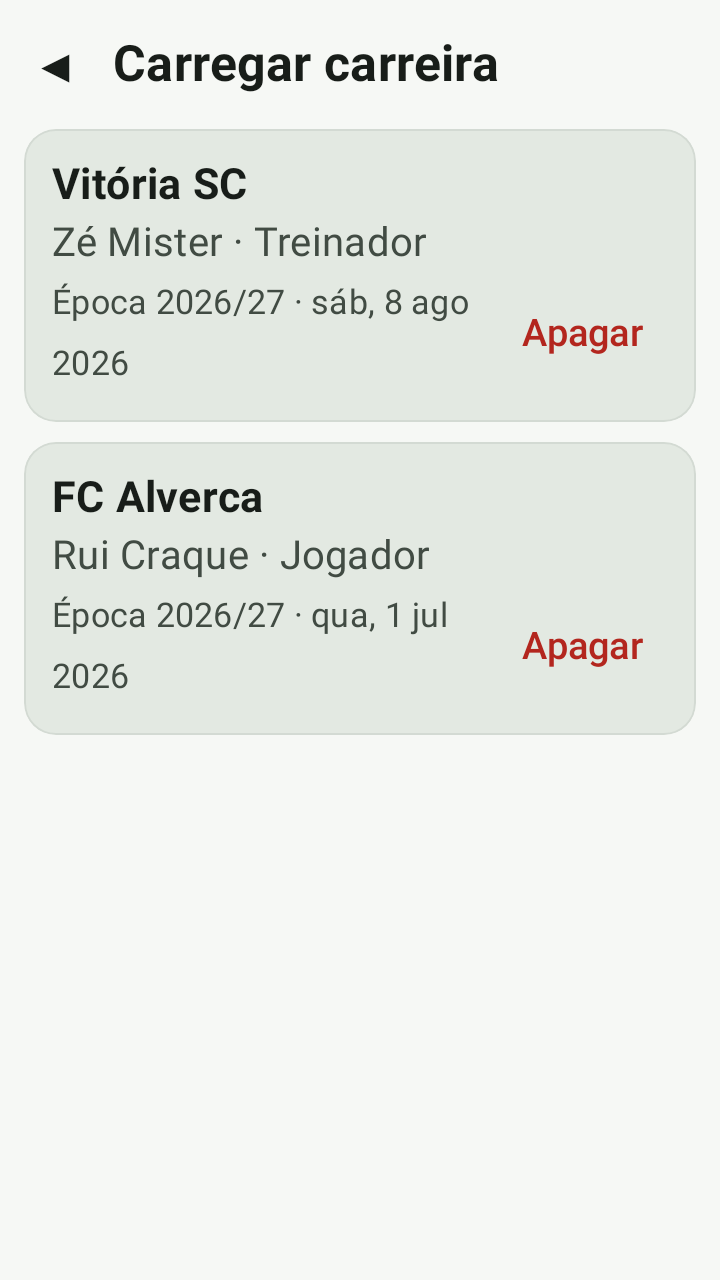 ◀ Carregar carreira
Vitória SC
Zé Mister · Treinador
Época 2026/27 · sáb, 8 ago
2026
Apagar
FC Alverca
Rui Craque · Jogador
Época 2026/27 · qua, 1 jul
2026
Apagar